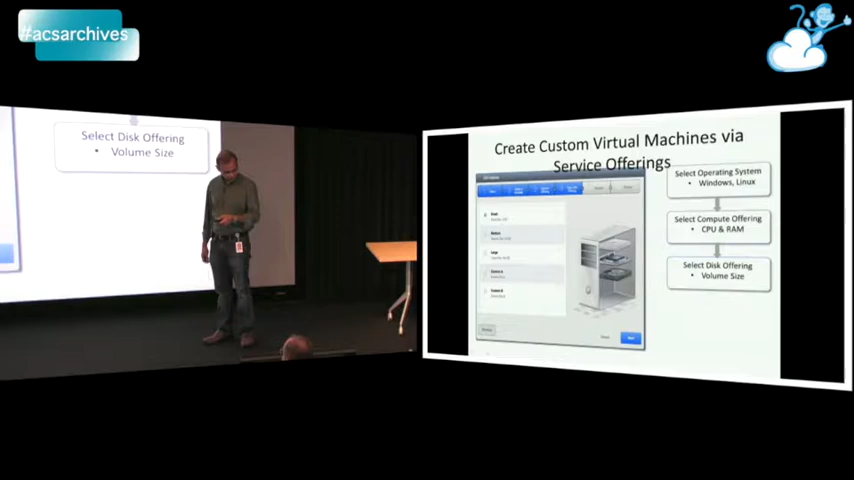 #acsarchives
Select Disk Offering
• Volume Size
Create Custom Virtual Machines via
Service Offerings
Select Operating System
• Windows, Linux
Select Compute Offering
• CPU & RAM
Select Disk Offering
• Volume Size